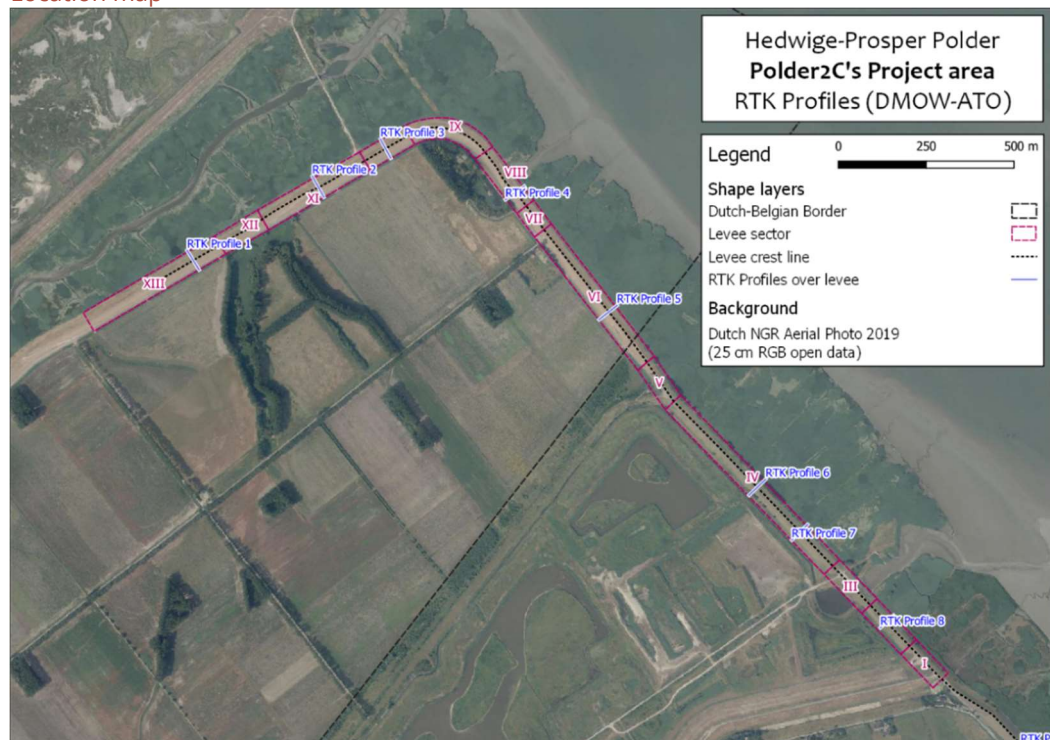 Location map
Hedwige-Prosper Polder
Polder2C's Project area
RTK Profiles (DMOW-ATO)
Legend
0 250 500 m
Shape layers
Dutch-Belgian Border
Levee sector
Levee crest line
RTK Profiles over levee
Background
Dutch NGR Aerial Photo 2019
(25 cm RGB open data)
IX
RTK Profile 3
RTK Profile 2
VIII
RTK Profile 4
XI
VII
XII
RTK Profile 1
XIII
VI
RTK Profile 5
V
IV
RTK Profile 6
RTK Profile 7
III
RTK Profile 8
I
RTK